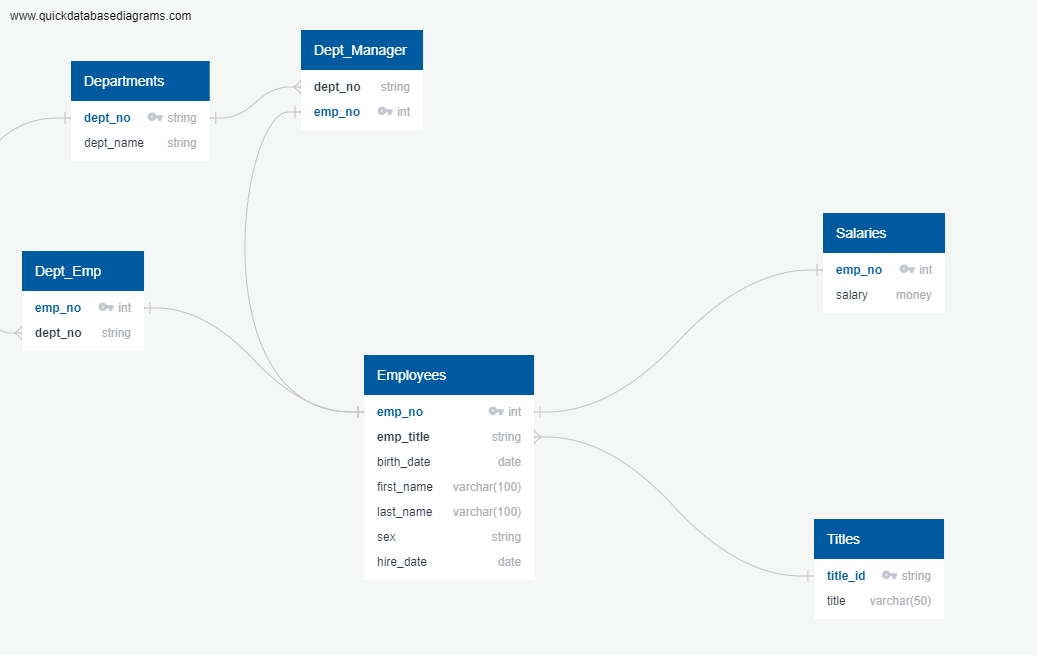 www.quickdatabasediagrams.com
Departments
dept_no string
dept_name string
Dept_Manager
dept_no string
emp_no int
Dept_Emp
emp_no int
dept_no string
Employees
emp_no int
emp_title string
birth_date date
first_name varchar(100)
last_name varchar(100)
sex string
hire_date date
Salaries
emp_no int
salary money
Titles
title_id string
title varchar(50)